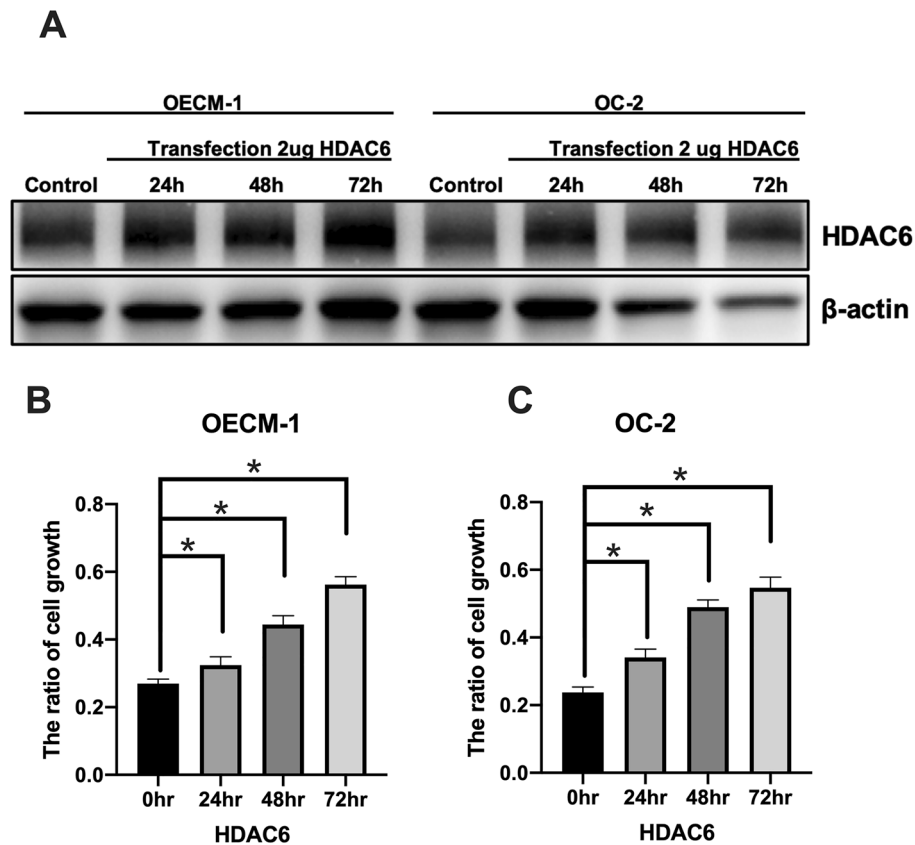 A
OECM-1 OC-2
Transfection 2ug HDAC6 Transfection 2 ug HDAC6
Control 24h 48h 72h Control 24h 48h 72h
HDAC6
β-actin
B
OECM-1
*
*
*
The ratio of cell growth
0.8
0.6
0.4
0.2
0.0
0hr 24hr 48hr 72hr
HDAC6
C
OC-2
*
*
*
The ratio of cell growth
0.8
0.6
0.4
0.2
0.0
0hr 24hr 48hr 72hr
HDAC6